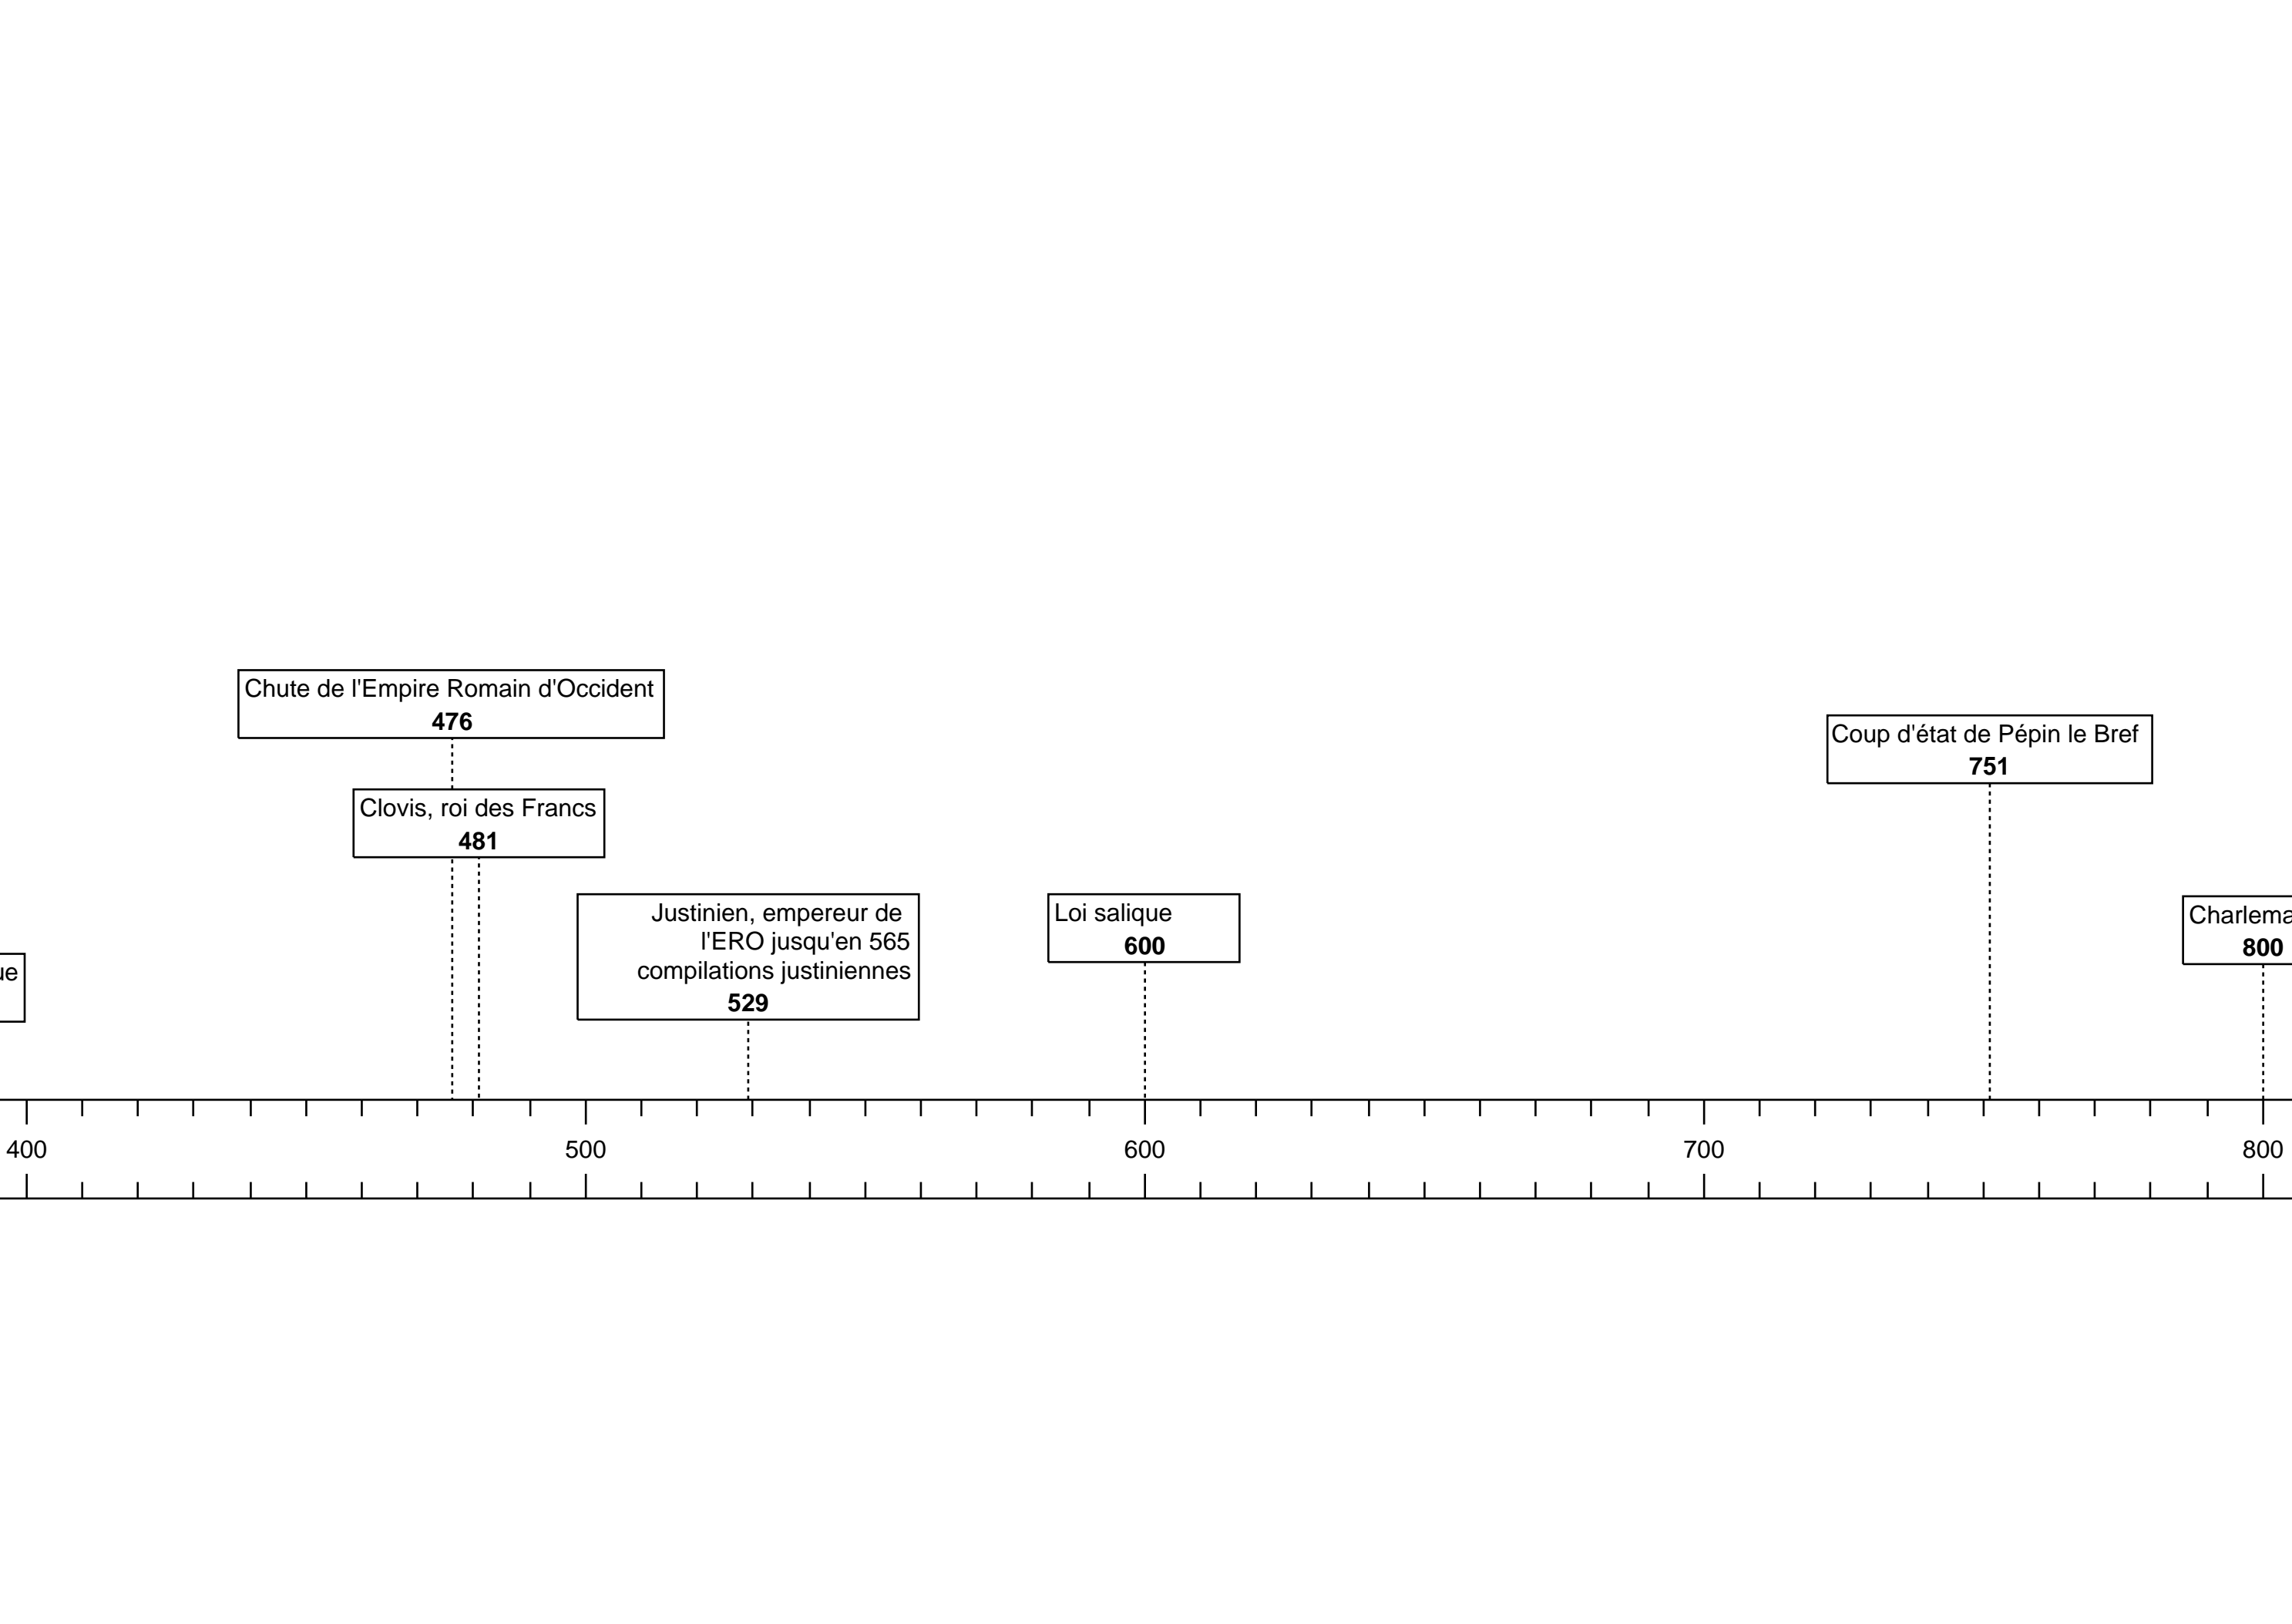 Chute de l'Empire Romain d'Occident
476
Coup d'état de Pépin le Bref
751
Clovis, roi des Francs
481
Justinien, empereur de
l'ERO jusqu'en 565
compilations justiniennes
529
Loi salique
600
800
400
500
600
700
800